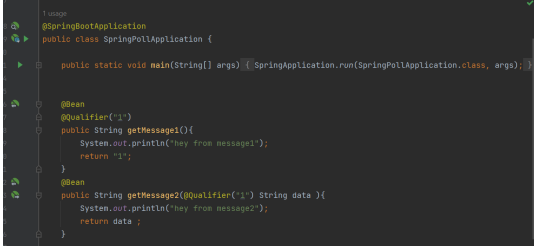 1 usage
@SpringBootApplication
public class SpringPollApplication {
public static void main(String[] args) { SpringApplication.run(SpringPollApplication.class, args); }
@Bean
@Qualifier("1")
public String getMessage1(){
System.out.println("hey from message1");
return "1";
}
@Bean
public String getMessage2(@Qualifier("1") String data ){
System.out.println("hey from message2");
return data ;
}